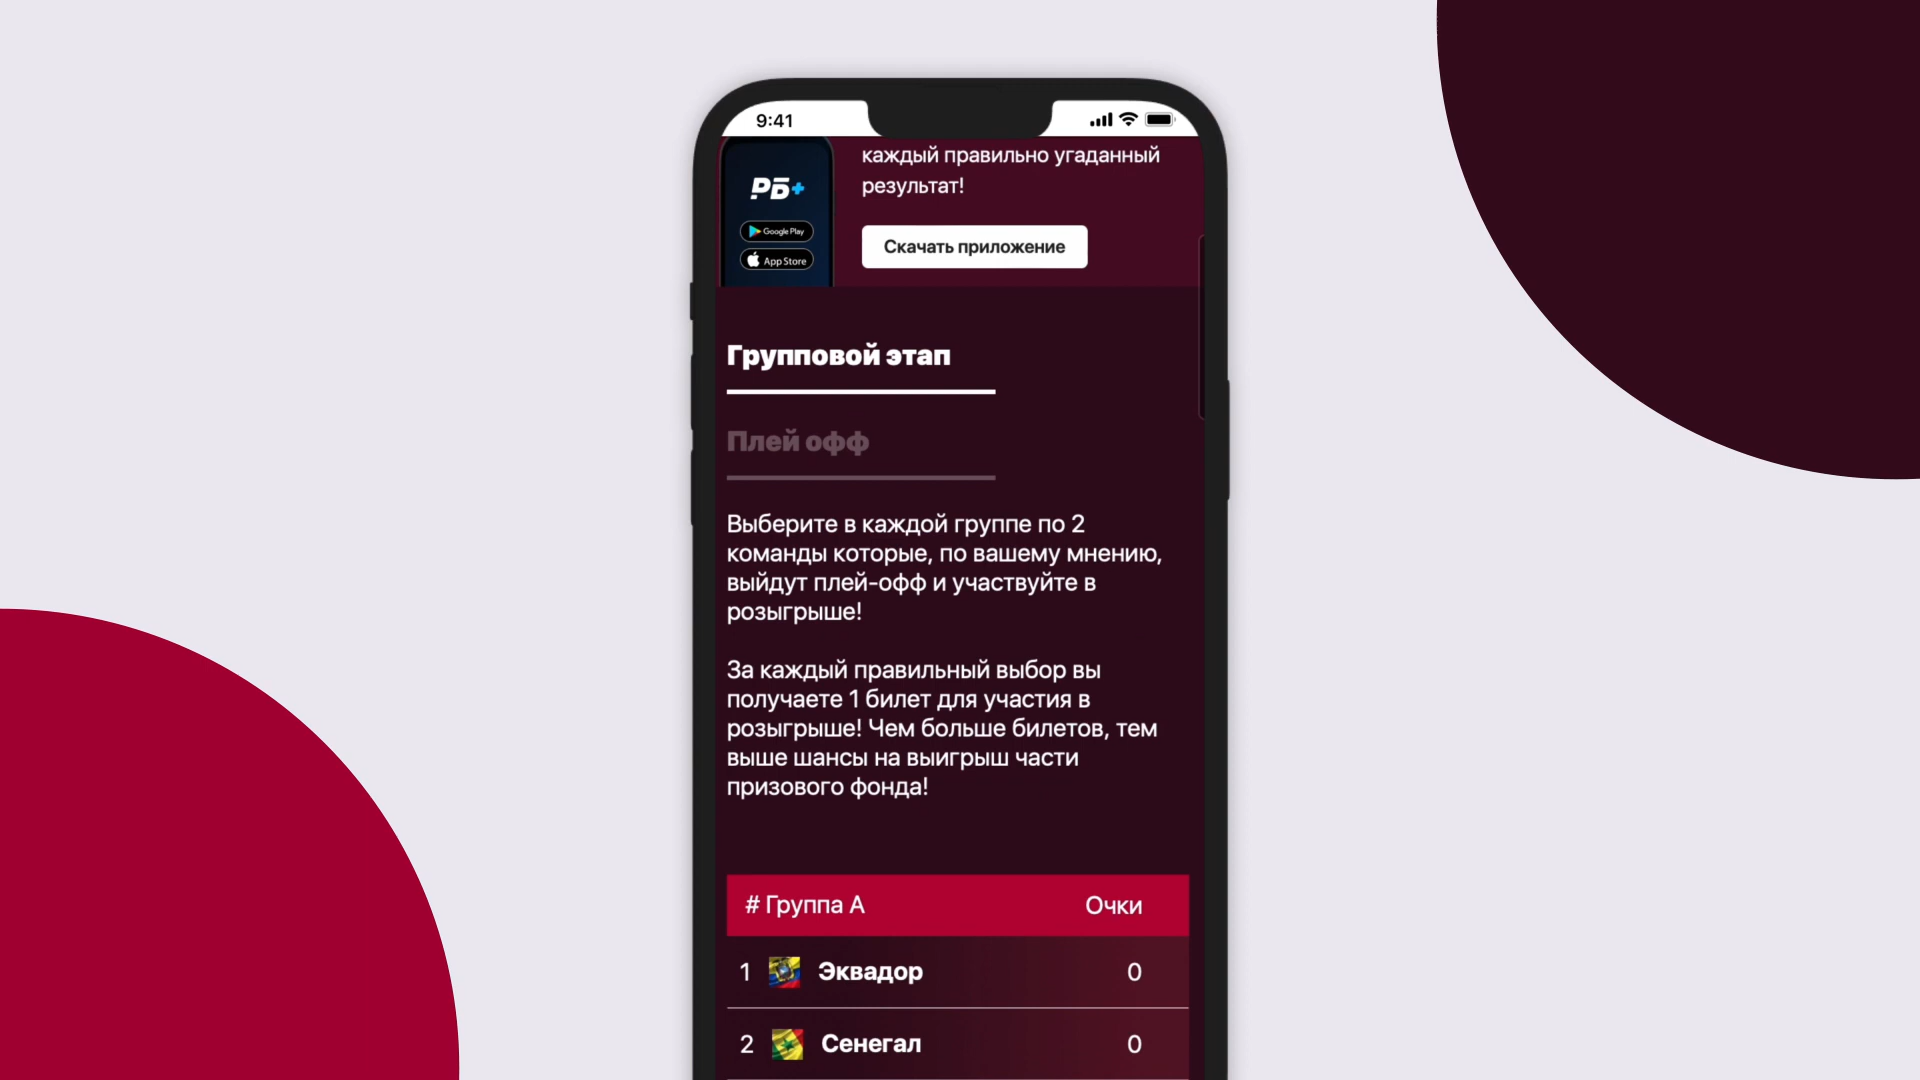 9:41
каждый правильно угаданный
результат!
РБ+
Google Play
App Store
Скачать приложение
Групповой этап
Плей офф
Выберите в каждой группе по 2
команды которые, по вашему мнению,
выйдут плей-офф и участвуйте в
розыгрыше!
За каждый правильный выбор вы
получаете 1 билет для участия в
розыгрыше! Чем больше билетов, тем
выше шансы на выигрыш части
призового фонда!
# Группа А Очки
1 Эквадор 0
2 Сенегал 0